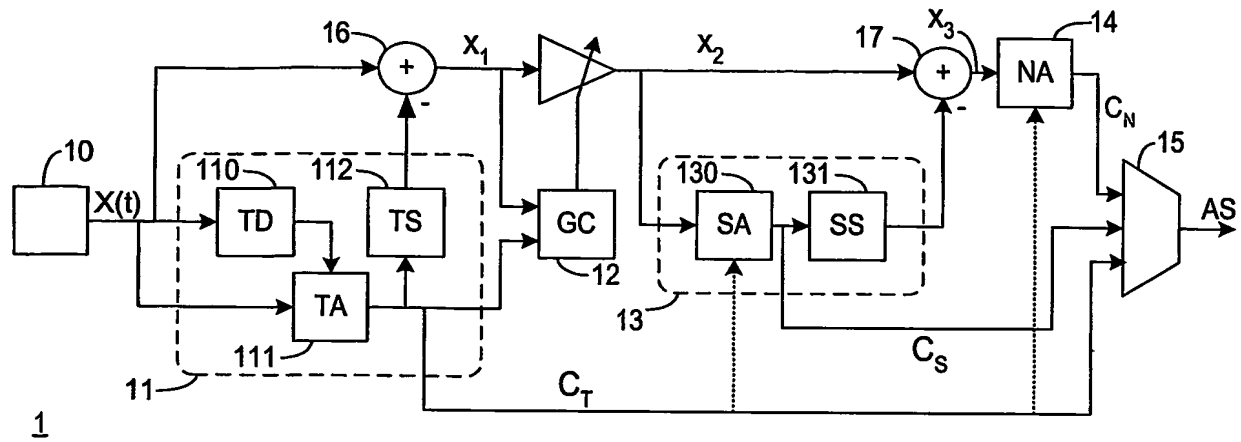 16
X₁
X₂
17
X₃
14
+
-
+
-
NA
C_N
10
X(t)
110
112
TD
TS
TA
111
11
GC
12
130
131
SA
SS
13
15
AS
C_S
C_T
1